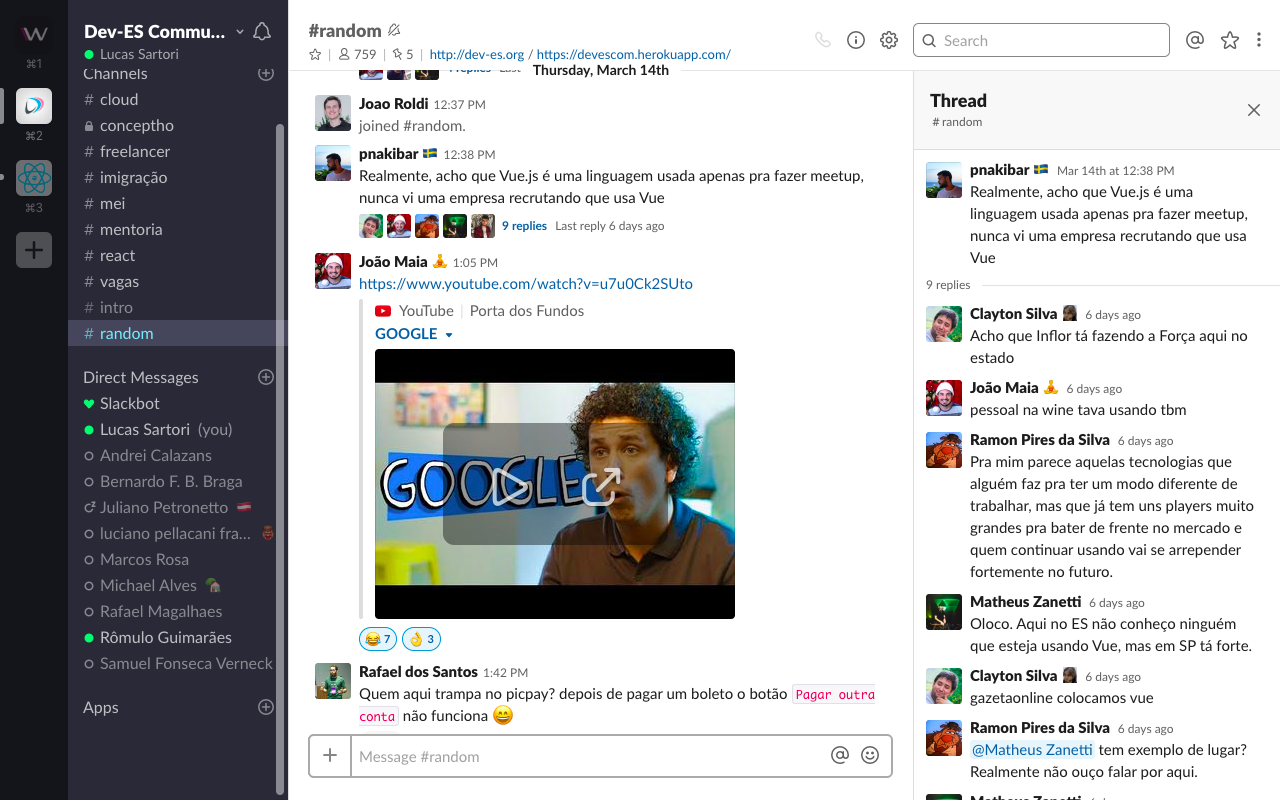 W
⌘1
⌘2
⌘3
Dev-ES Commu...
Lucas Sartori
Channels
# cloud
conceptho
# freelancer
# imigração
# mei
# mentoria
# react
# vagas
# intro
# random
Direct Messages
Slackbot
Lucas Sartori (you)
Andrei Calazans
Bernardo F. B. Braga
Juliano Petronetto
luciano pellacani fra...
Marcos Rosa
Michael Alves
Rafael Magalhaes
Rômulo Guimarães
Samuel Fonseca Verneck
Apps
#random
759 | 5 | http://dev-es.org / https://devescom.herokuapp.com/
Search
Thursday, March 14th
Joao Roldi 12:37 PM
joined #random.
pnakibar 12:38 PM
Realmente, acho que Vue.js é uma linguagem usada apenas pra fazer meetup,
nunca vi uma empresa recrutando que usa Vue
9 replies Last reply 6 days ago
João Maia 1:05 PM
https://www.youtube.com/watch?v=u7u0Ck2SUto
YouTube | Porta dos Fundos
GOOGLE
GOOGLE
7 3
Rafael dos Santos 1:42 PM
Quem aqui trampa no picpay? depois de pagar um boleto o botão Pagar outra
conta não funciona
Message #random
Thread
# random
pnakibar Mar 14th at 12:38 PM
Realmente, acho que Vue.js é uma
linguagem usada apenas pra fazer meetup,
nunca vi uma empresa recrutando que usa
Vue
9 replies
Clayton Silva 6 days ago
Acho que Inflor tá fazendo a Força aqui no
estado
João Maia 6 days ago
pessoal na wine tava usando tbm
Ramon Pires da Silva 6 days ago
Pra mim parece aquelas tecnologias que
alguém faz pra ter um modo diferente de
trabalhar, mas que já tem uns players muito
grandes pra bater de frente no mercado e
quem continuar usando vai se arrepender
fortemente no futuro.
Matheus Zanetti 6 days ago
Oloco. Aqui no ES não conheço ninguém
que esteja usando Vue, mas em SP tá forte.
Clayton Silva 6 days ago
gazetaonline colocamos vue
Ramon Pires da Silva 6 days ago
@Matheus Zanetti tem exemplo de lugar?
Realmente não ouço falar por aqui.
Matheus Zanetti